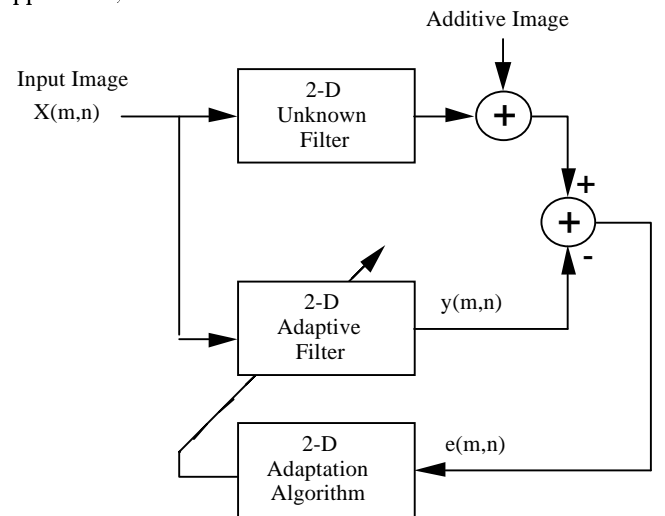 Additive Image
Input Image
X(m,n)
2-D
Unknown
Filter
+
+
+
-
2-D
Adaptive
Filter
y(m,n)
2-D
Adaptation
Algorithm
e(m,n)